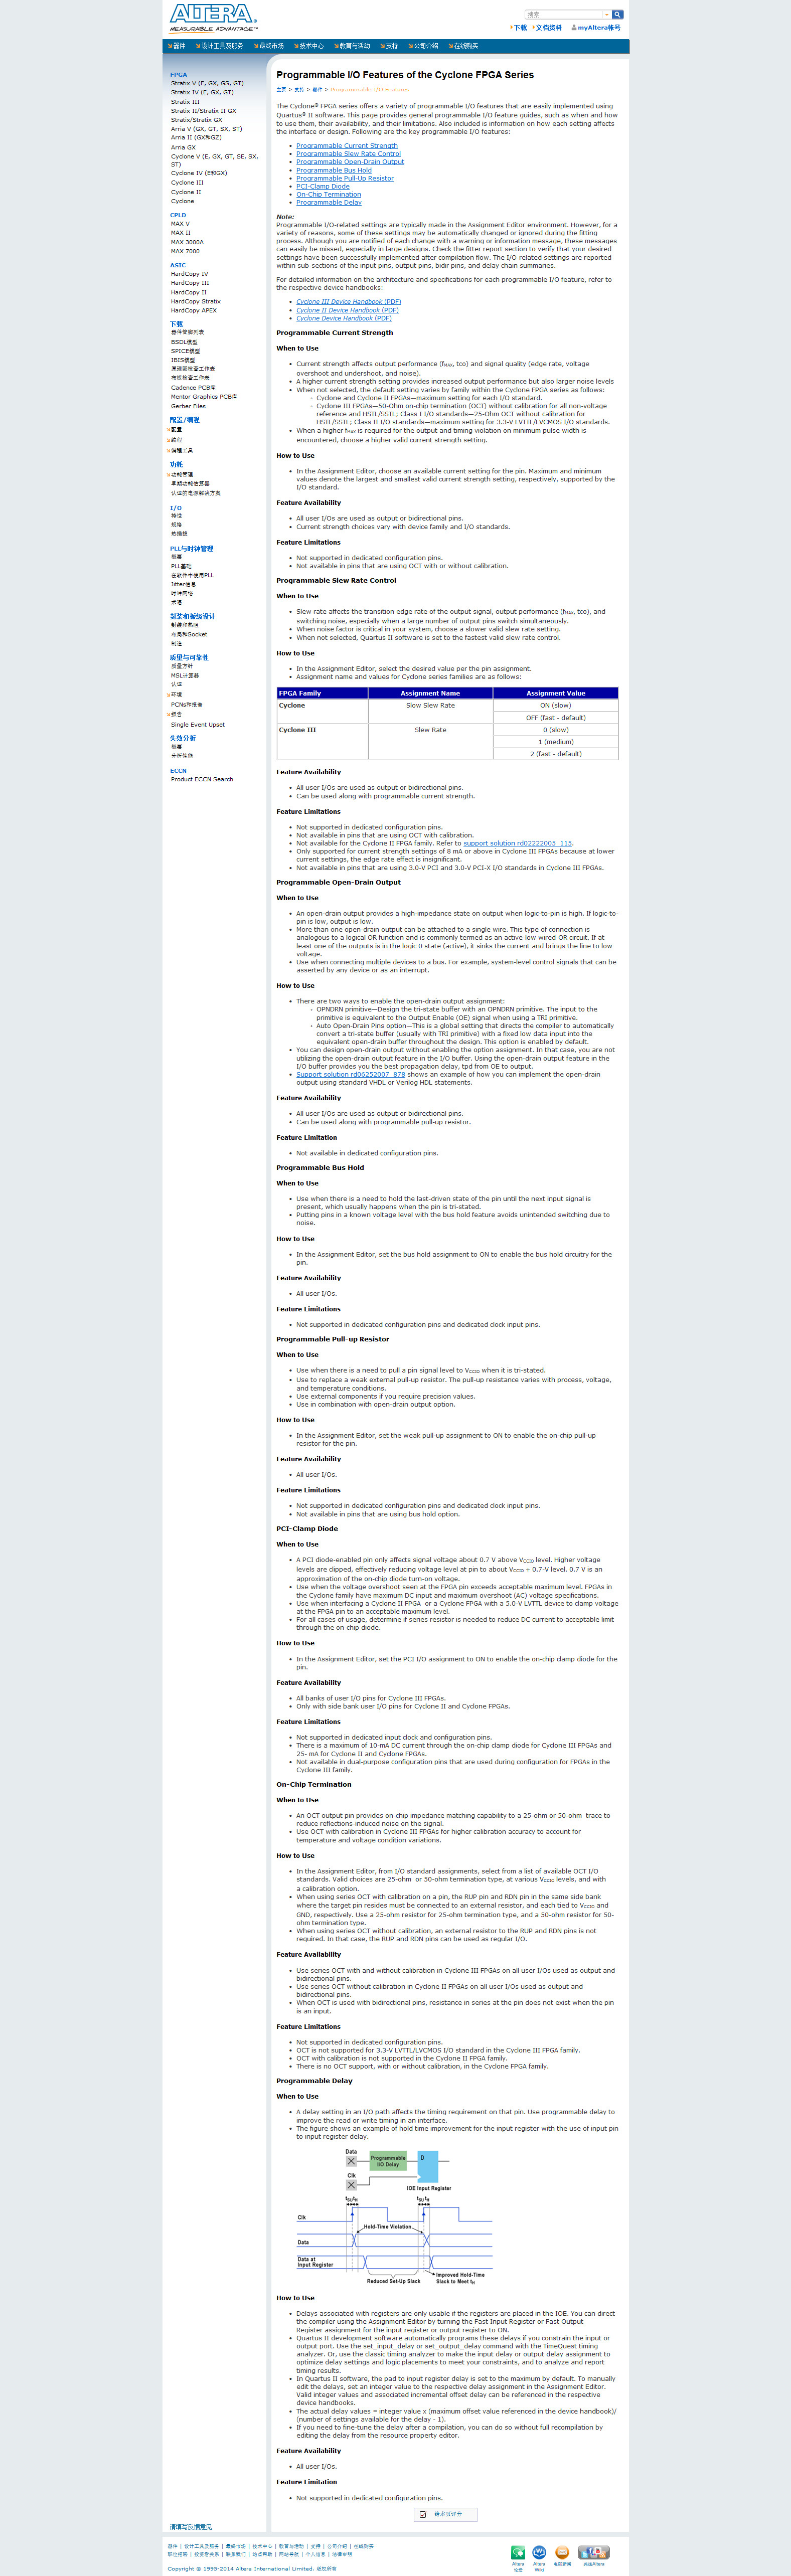 ALTERA®
MEASURABLE ADVANTAGE™
搜索
下载 文档资料 myAltera帐号
器件 设计工具及服务 最终市场 技术中心 教育与活动 支持 公司介绍 在线购买
FPGA
Stratix V (E, GX, GS, GT)
Stratix IV (E, GX, GT)
Stratix III
Stratix II/Stratix II GX
Stratix/Stratix GX
Arria V (GX, GT, SX, ST)
Arria II (GX和GZ)
Arria GX
Cyclone V (E, GX, GT, SE, SX,
ST)
Cyclone IV (E和GX)
Cyclone III
Cyclone II
Cyclone
CPLD
MAX V
MAX II
MAX 3000A
MAX 7000
ASIC
HardCopy IV
HardCopy III
HardCopy II
HardCopy Stratix
HardCopy APEX
下载
器件管脚列表
BSDL模型
SPICE模型
IBIS模型
原理图检查工作表
布板检查工作表
Cadence PCB库
Mentor Graphics PCB库
Gerber Files
配置/编程
配置
编程
编程工具
功耗
功耗管理
早期功耗估算器
认证的电源解决方案
I/O
特性
规格
热插拔
PLL与时钟管理
概要
PLL基础
在软件中使用PLL
Jitter信息
时钟网络
术语
封装和板级设计
封装和热阻
布局和Socket
制造
质量与可靠性
质量方针
MSL计算器
认证
环境
PCNs和报告
报告
Single Event Upset
失效分析
概要
分析性能
ECCN
Product ECCN Search
请填写反馈意见
Programmable I/O Features of the Cyclone FPGA Series
主页 > 支持 > 器件 > Programmable I/O Features
The Cyclone® FPGA series offers a variety of programmable I/O features that are easily implemented using
Quartus® II software. This page provides general programmable I/O feature guides, such as when and how
to use them, their availability, and their limitations. Also included is information on how each setting affects
the interface or design. Following are the key programmable I/O features:
Programmable Current Strength
Programmable Slew Rate Control
Programmable Open-Drain Output
Programmable Bus Hold
Programmable Pull-Up Resistor
PCI-Clamp Diode
On-Chip Termination
Programmable Delay
Note:
Programmable I/O-related settings are typically made in the Assignment Editor environment. However, for a
variety of reasons, some of these settings may be automatically changed or ignored during the fitting
process. Although you are notified of each change with a warning or information message, these messages
can easily be missed, especially in large designs. Check the fitter report section to verify that your desired
settings have been successfully implemented after compilation flow. The I/O-related settings are reported
within sub-sections of the input pins, output pins, bidir pins, and delay chain summaries.
For detailed information on the architecture and specifications for each programmable I/O feature, refer to
the respective device handbooks:
Cyclone III Device Handbook (PDF)
Cyclone II Device Handbook (PDF)
Cyclone Device Handbook (PDF)
Programmable Current Strength
When to Use
Current strength affects output performance (fMAX, tco) and signal quality (edge rate, voltage
overshoot and undershoot, and noise).
A higher current strength setting provides increased output performance but also larger noise levels
When not selected, the default setting varies by family within the Cyclone FPGA series as follows:
Cyclone and Cyclone II FPGAs—maximum setting for each I/O standard.
Cyclone III FPGAs—50-Ohm on-chip termination (OCT) without calibration for all non-voltage
reference and HSTL/SSTL; Class I I/O standards—25-Ohm OCT without calibration for
HSTL/SSTL; Class II I/O standards—maximum setting for 3.3-V LVTTL/LVCMOS I/O standards.
When a higher fMAX is required for the output and timing violation on minimum pulse width is
encountered, choose a higher valid current strength setting.
How to Use
In the Assignment Editor, choose an available current setting for the pin. Maximum and minimum
values denote the largest and smallest valid current strength setting, respectively, supported by the
I/O standard.
Feature Availability
All user I/Os are used as output or bidirectional pins.
Current strength choices vary with device family and I/O standards.
Feature Limitations
Not supported in dedicated configuration pins.
Not available in pins that are using OCT with or without calibration.
Programmable Slew Rate Control
When to Use
Slew rate affects the transition edge rate of the output signal, output performance (fMAX, tco), and
switching noise, especially when a large number of output pins switch simultaneously.
When noise factor is critical in your system, choose a slower valid slew rate setting.
When not selected, Quartus II software is set to the fastest valid slew rate control.
How to Use
In the Assignment Editor, select the desired value per the pin assignment.
Assignment name and values for Cyclone series families are as follows:
FPGA Family Assignment Name Assignment Value
Cyclone Slow Slew Rate ON (slow)
OFF (fast - default)
Cyclone III Slew Rate 0 (slow)
1 (medium)
2 (fast - default)
Feature Availability
All user I/Os are used as output or bidirectional pins.
Can be used along with programmable current strength.
Feature Limitations
Not supported in dedicated configuration pins.
Not available in pins that are using OCT with calibration.
Not available for the Cyclone II FPGA family. Refer to support solution rd02222005_115.
Only supported for current strength settings of 8 mA or above in Cyclone III FPGAs because at lower
current settings, the edge rate effect is insignificant.
Not available in pins that are using 3.0-V PCI and 3.0-V PCI-X I/O standards in Cyclone III FPGAs.
Programmable Open-Drain Output
When to Use
An open-drain output provides a high-impedance state on output when logic-to-pin is high. If logic-to-
pin is low, output is low.
More than one open-drain output can be attached to a single wire. This type of connection is
analogous to a logical OR function and is commonly termed as an active-low wired-OR circuit. If at
least one of the outputs is in the logic 0 state (active), it sinks the current and brings the line to low
voltage.
Use when connecting multiple devices to a bus. For example, system-level control signals that can be
asserted by any device or as an interrupt.
How to Use
There are two ways to enable the open-drain output assignment:
OPNDRN primitive—Design the tri-state buffer with an OPNDRN primitive. The input to the
primitive is equivalent to the Output Enable (OE) signal when using a TRI primitive.
Auto Open-Drain Pins option—This is a global setting that directs the compiler to automatically
convert a tri-state buffer (usually with TRI primitive) with a fixed low data input into the
equivalent open-drain buffer throughout the design. This option is enabled by default.
You can design open-drain output without enabling the option assignment. In that case, you are not
utilizing the open-drain output feature in the I/O buffer. Using the open-drain output feature in the
I/O buffer provides you the best propagation delay, tpd from OE to output.
Support solution rd06252007_878 shows an example of how you can implement the open-drain
output using standard VHDL or Verilog HDL statements.
Feature Availability
All user I/Os are used as output or bidirectional pins.
Can be used along with programmable pull-up resistor.
Feature Limitation
Not available in dedicated configuration pins.
Programmable Bus Hold
When to Use
Use when there is a need to hold the last-driven state of the pin until the next input signal is
present, which usually happens when the pin is tri-stated.
Putting pins in a known voltage level with the bus hold feature avoids unintended switching due to
noise.
How to Use
In the Assignment Editor, set the bus hold assignment to ON to enable the bus hold circuitry for the
pin.
Feature Availability
All user I/Os.
Feature Limitations
Not supported in dedicated configuration pins and dedicated clock input pins.
Programmable Pull-up Resistor
When to Use
Use when there is a need to pull a pin signal level to VCCIO when it is tri-stated.
Use to replace a weak external pull-up resistor. The pull-up resistance varies with process, voltage,
and temperature conditions.
Use external components if you require precision values.
Use in combination with open-drain output option.
How to Use
In the Assignment Editor, set the weak pull-up assignment to ON to enable the on-chip pull-up
resistor for the pin.
Feature Availability
All user I/Os.
Feature Limitations
Not supported in dedicated configuration pins and dedicated clock input pins.
Not available in pins that are using bus hold option.
PCI-Clamp Diode
When to Use
A PCI diode-enabled pin only affects signal voltage about 0.7 V above VCCIO level. Higher voltage
levels are clipped, effectively reducing voltage level at pin to about VCCIO + 0.7-V level. 0.7 V is an
approximation of the on-chip diode turn-on voltage.
Use when the voltage overshoot seen at the FPGA pin exceeds acceptable maximum level. FPGAs in
the Cyclone family have maximum DC input and maximum overshoot (AC) voltage specifications.
Use when interfacing a Cyclone II FPGA or a Cyclone FPGA with a 5.0-V LVTTL device to clamp voltage
at the FPGA pin to an acceptable maximum level.
For all cases of usage, determine if series resistor is needed to reduce DC current to acceptable limit
through the on-chip diode.
How to Use
In the Assignment Editor, set the PCI I/O assignment to ON to enable the on-chip clamp diode for the
pin.
Feature Availability
All banks of user I/O pins for Cyclone III FPGAs.
Only with side bank user I/O pins for Cyclone II and Cyclone FPGAs.
Feature Limitations
Not supported in dedicated input clock and configuration pins.
There is a maximum of 10-mA DC current through the on-chip clamp diode for Cyclone III FPGAs and
25- mA for Cyclone II and Cyclone FPGAs.
Not available in dual-purpose configuration pins that are used during configuration for FPGAs in the
Cyclone III family.
On-Chip Termination
When to Use
An OCT output pin provides on-chip impedance matching capability to a 25-ohm or 50-ohm trace to
reduce reflections-induced noise on the signal.
Use OCT with calibration in Cyclone III FPGAs for higher calibration accuracy to account for
temperature and voltage condition variations.
How to Use
In the Assignment Editor, from I/O standard assignments, select from a list of available OCT I/O
standards. Valid choices are 25-ohm or 50-ohm termination type, at various VCCIO levels, and with
a calibration option.
When using series OCT with calibration on a pin, the RUP pin and RDN pin in the same side bank
where the target pin resides must be connected to an external resistor, and each tied to VCCIO and
GND, respectively. Use a 25-ohm resistor for 25-ohm termination type, and a 50-ohm resistor for 50-
ohm termination type.
When using series OCT without calibration, an external resistor to the RUP and RDN pins is not
required. In that case, the RUP and RDN pins can be used as regular I/O.
Feature Availability
Use series OCT with and without calibration in Cyclone III FPGAs on all user I/Os used as output and
bidirectional pins.
Use series OCT without calibration in Cyclone II FPGAs on all user I/Os used as output and
bidirectional pins.
When OCT is used with bidirectional pins, resistance in series at the pin does not exist when the pin
is an input.
Feature Limitations
Not supported in dedicated configuration pins.
OCT is not supported for 3.3-V LVTTL/LVCMOS I/O standard in the Cyclone III FPGA family.
OCT with calibration is not supported in the Cyclone II FPGA family.
There is no OCT support, with or without calibration, in the Cyclone FPGA family.
Programmable Delay
When to Use
A delay setting in an I/O path affects the timing requirement on that pin. Use programmable delay to
improve the read or write timing in an interface.
The figure shows an example of hold time improvement for the input register with the use of input pin
to input register delay.
Data
Programmable
I/O Delay
D
Clk
IOE Input Register
tSU tH tSU tH
Clk
Hold-Time Violation
Data
Data at
Input Register
Reduced Set-Up Slack
Improved Hold-Time
Slack to Meet tH
How to Use
Delays associated with registers are only usable if the registers are placed in the IOE. You can direct
the compiler using the Assignment Editor by turning the Fast Input Register or Fast Output
Register assignment for the input register or output register to ON.
Quartus II development software automatically programs these delays if you constrain the input or
output port. Use the set_input_delay or set_output_delay command with the TimeQuest timing
analyzer. Or, use the classic timing analyzer to make the input delay or output delay assignment to
optimize delay settings and logic placements to meet your constraints, and to analyze and report
timing results.
In Quartus II software, the pad to input register delay is set to the maximum by default. To manually
edit the delays, set an integer value to the respective delay assignment in the Assignment Editor.
Valid integer values and associated incremental offset delay can be referenced in the respective
device handbooks.
The actual delay values = integer value x (maximum offset value referenced in the device handbook)/
(number of settings available for the delay - 1).
If you need to fine-tune the delay after a compilation, you can do so without full recompilation by
editing the delay from the resource property editor.
Feature Availability
All user I/Os.
Feature Limitation
Not supported in dedicated configuration pins.
给本页评分
器件 | 设计工具及服务 | 最终市场 | 技术中心 | 教育与活动 | 支持 | 公司介绍 | 在线购买
职位招聘 | 投资者关系 | 联系我们 | 站点帮助 | 网站导航 | 个人信息 | 法律申明
Copyright © 1995-2014 Altera International Limited. 版权所有
Altera
论坛
Altera
Wiki
电邮新闻
关注Altera